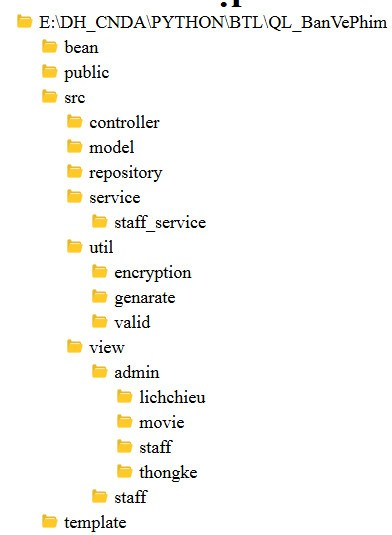 E:\DH_CNDA\PYTHON\BTL\QL_BanVePhim
bean
public
src
controller
model
repository
service
staff_service
util
encryption
genarate
valid
view
admin
lichchieu
movie
staff
thongke
staff
template